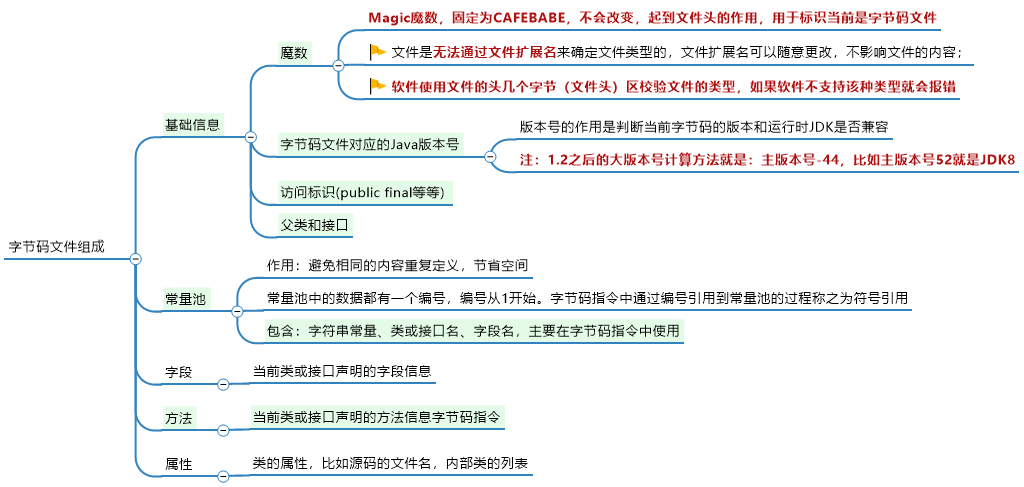 字节码文件组成
基础信息
魔数
Magic魔数，固定为CAFEBABE，不会改变，起到文件头的作用，用于标识当前是字节码文件
文件是无法通过文件扩展名来确定文件类型的，文件扩展名可以随意更改，不影响文件的内容；
软件使用文件的头几个字节（文件头）区校验文件的类型，如果软件不支持该种类型就会报错
字节码文件对应的Java版本号
版本号的作用是判断当前字节码的版本和运行时JDK是否兼容
注：1.2之后的大版本号计算方法就是：主版本号-44，比如主版本号52就是JDK8
访问标识(public final等等)
父类和接口
常量池
作用：避免相同的内容重复定义，节省空间
常量池中的数据都有一个编号，编号从1开始。字节码指令中通过编号引用到常量池的过程称之为符号引用
包含：字符串常量、类或接口名、字段名，主要在字节码指令中使用
字段
当前类或接口声明的字段信息
方法
当前类或接口声明的方法信息字节码指令
属性
类的属性，比如源码的文件名，内部类的列表